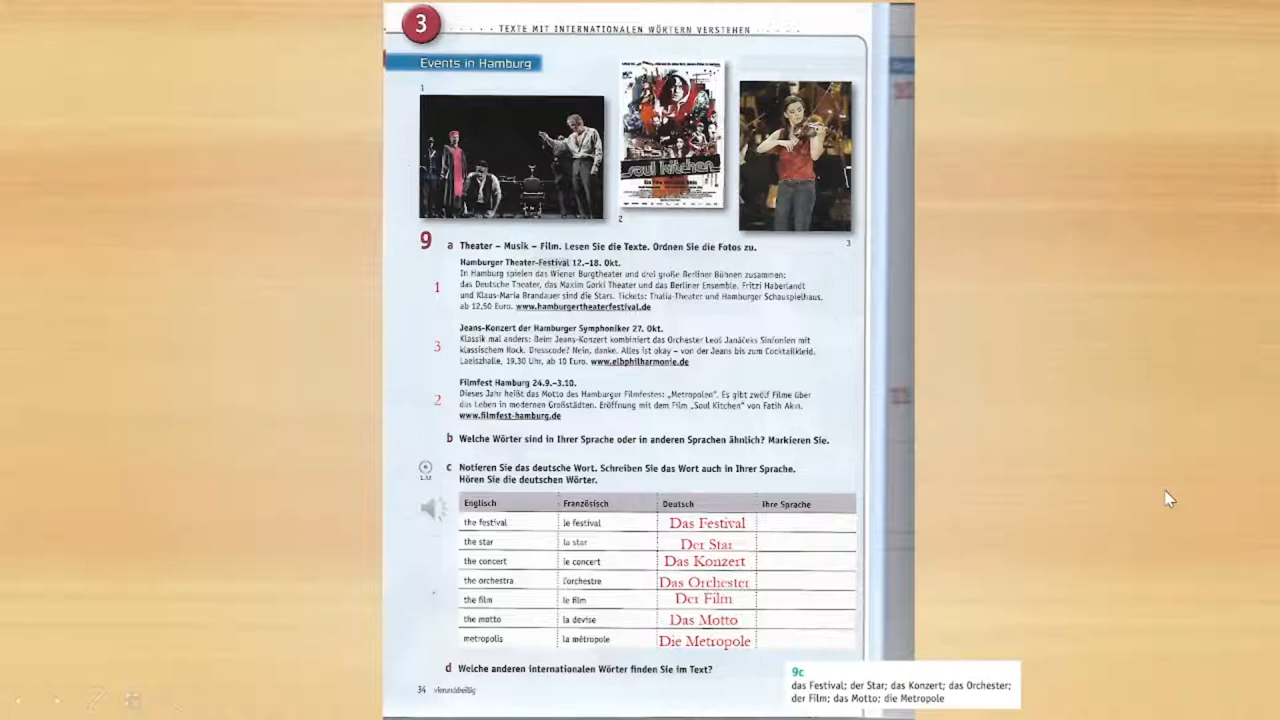 3
TEXTE MIT INTERNATIONALEN WÖRTERN VERSTEHEN
Events in Hamburg
1
soul kitchen
2
3
9 a Theater – Musik – Film. Lesen Sie die Texte. Ordnen Sie die Fotos zu.
Hamburger Theater-Festival 12.–18. Okt.
In Hamburg spielen das Wiener Burgtheater und drei große Berliner Bühnen zusammen:
1 das Deutsche Theater, das Maxim Gorki Theater und das Berliner Ensemble. Fritzi Haberlandt
und Klaus-Maria Brandauer sind die Stars. Tickets: Thalia-Theater und Hamburger Schauspielhaus,
ab 12,50 Euro. www.hamburgertheaterfestival.de
Jeans-Konzert der Hamburger Symphoniker 27. Okt.
Klassik mal anders: Beim Jeans-Konzert kombiniert das Orchester Leoš Janáčeks Sinfonien mit
3 klassischem Rock. Dresscode? Nein, danke. Alles ist okay – von der Jeans bis zum Cocktailkleid.
Laeiszhalle, 19.30 Uhr, ab 10 Euro. www.elbphilharmonie.de
Filmfest Hamburg 24.9.–3.10.
Dieses Jahr heißt das Motto des Hamburger Filmfestes: „Metropolen“. Es gibt zwölf Filme über
2 das Leben in modernen Großstädten. Eröffnung mit dem Film „Soul Kitchen“ von Fatih Akin.
www.filmfest-hamburg.de
b Welche Wörter sind in Ihrer Sprache oder in anderen Sprachen ähnlich? Markieren Sie.
c Notieren Sie das deutsche Wort. Schreiben Sie das Wort auch in Ihrer Sprache.
1.32 Hören Sie die deutschen Wörter.
Englisch Französisch Deutsch Ihre Sprache
the festival le festival Das Festival
the star la star Der Star
the concert le concert Das Konzert
the orchestra l'orchestre Das Orchester
the film le film Der Film
the motto la devise Das Motto
metropolis la métropole Die Metropole
d Welche anderen internationalen Wörter finden Sie im Text?
34 vierunddreißig
9c
das Festival; der Star; das Konzert; das Orchester;
der Film; das Motto; die Metropole